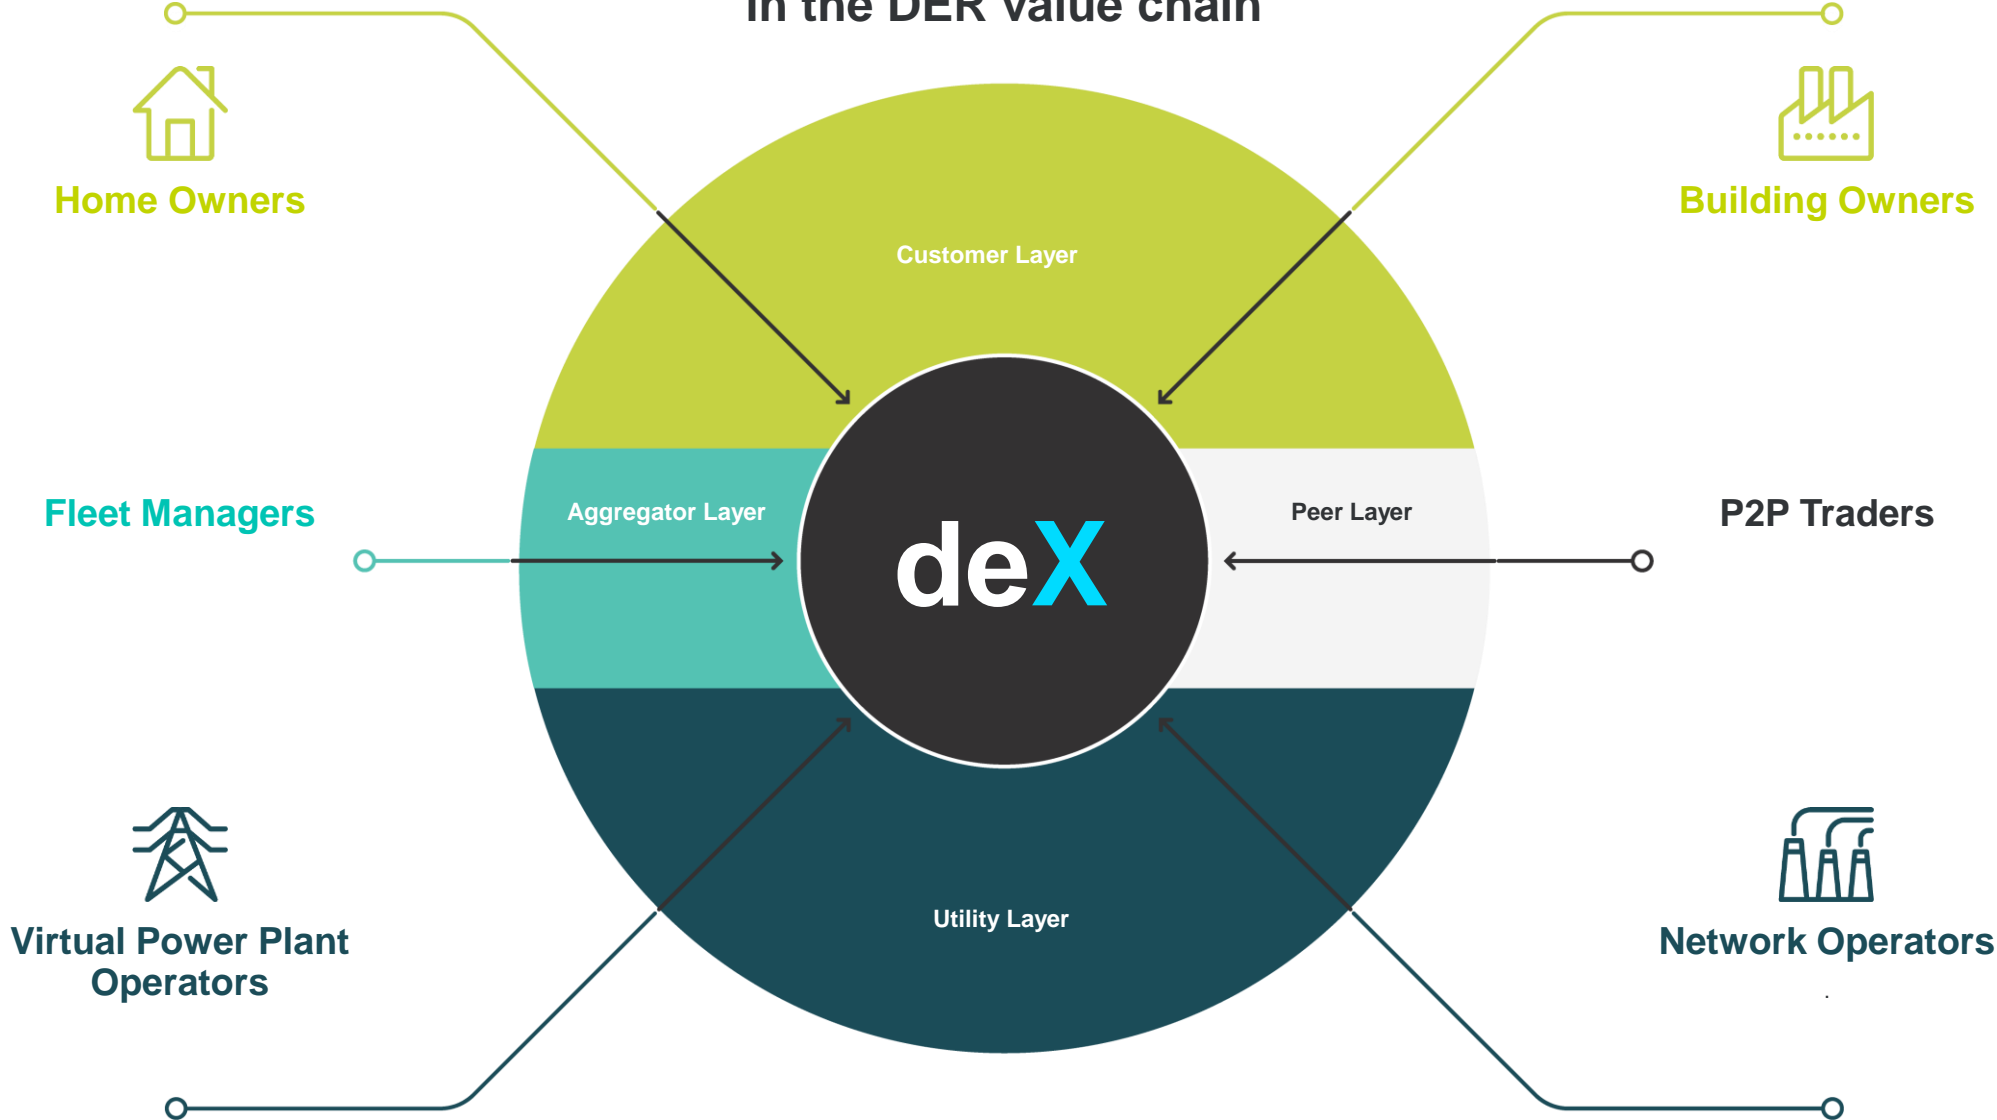 in the DER value chain
Home Owners
Building Owners
Customer Layer
Fleet Managers
Aggregator Layer
Peer Layer
P2P Traders
deX
Utility Layer
Virtual Power Plant
Operators
Network Operators
.